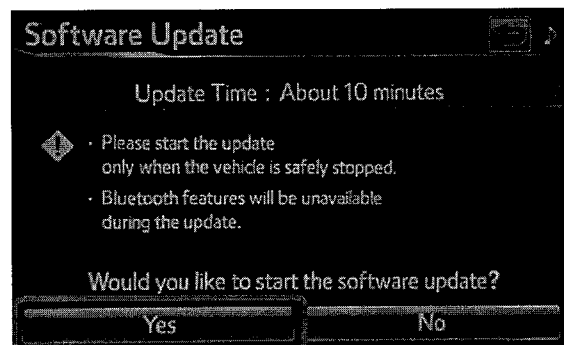 Software Update
Update Time : About 10 minutes
· Please start the update
only when the vehicle is safely stopped.
· Bluetooth features will be unavailable
during the update.
Would you like to start the software update?
Yes
No